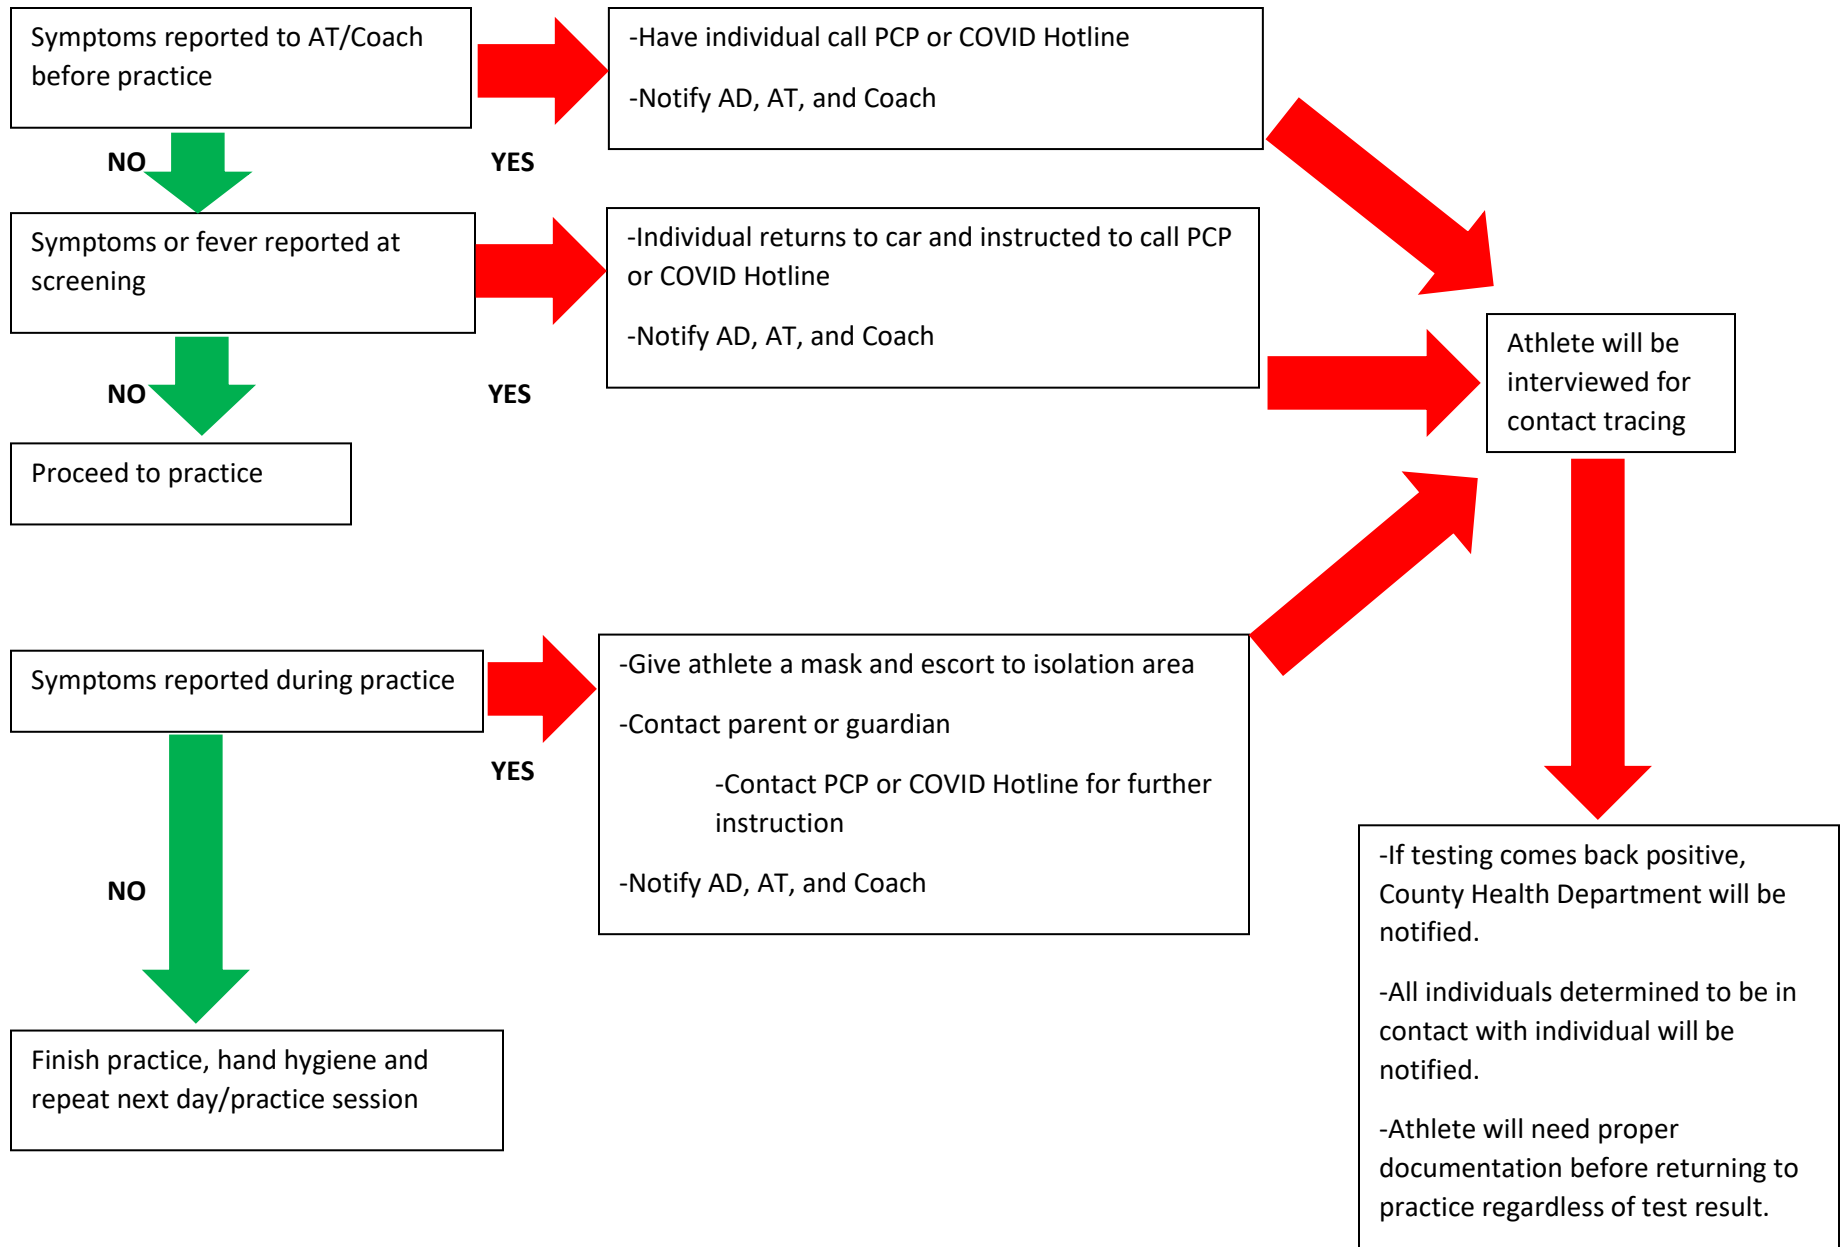 Symptoms reported to AT/Coach
before practice
-Have individual call PCP or COVID Hotline
-Notify AD, AT, and Coach
NO
YES
Symptoms or fever reported at
screening
-Individual returns to car and instructed to call PCP
or COVID Hotline
-Notify AD, AT, and Coach
NO
YES
Athlete will be
interviewed for
contact tracing
Proceed to practice
Symptoms reported during practice
-Give athlete a mask and escort to isolation area
-Contact parent or guardian
-Contact PCP or COVID Hotline for further
instruction
-Notify AD, AT, and Coach
YES
NO
Finish practice, hand hygiene and
repeat next day/practice session
-If testing comes back positive,
County Health Department will be
notified.
-All individuals determined to be in
contact with individual will be
notified.
-Athlete will need proper
documentation before returning to
practice regardless of test result.